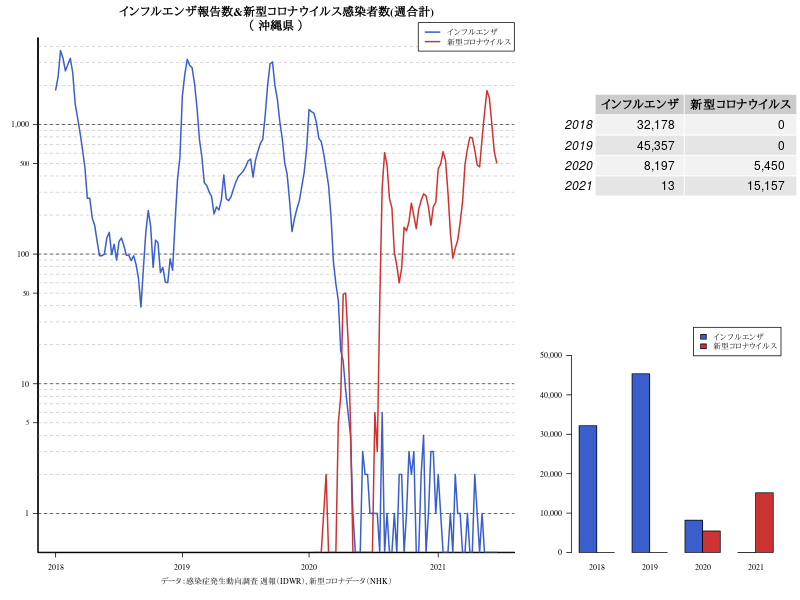 インフルエンザ報告数&新型コロナウイルス感染者数(週合計)
( 沖縄県 )
インフルエンザ
新型コロナウイルス
1,000
500
100
50
10
5
1
2018
2019
2020
2021
データ：感染症発生動向調査 週報(IDWR)、新型コロナデータ(NHK)
インフルエンザ 新型コロナウイルス
2018 32,178 0
2019 45,357 0
2020 8,197 5,450
2021 13 15,157
インフルエンザ
新型コロナウイルス
50,000
40,000
30,000
20,000
10,000
0
2018
2019
2020
2021